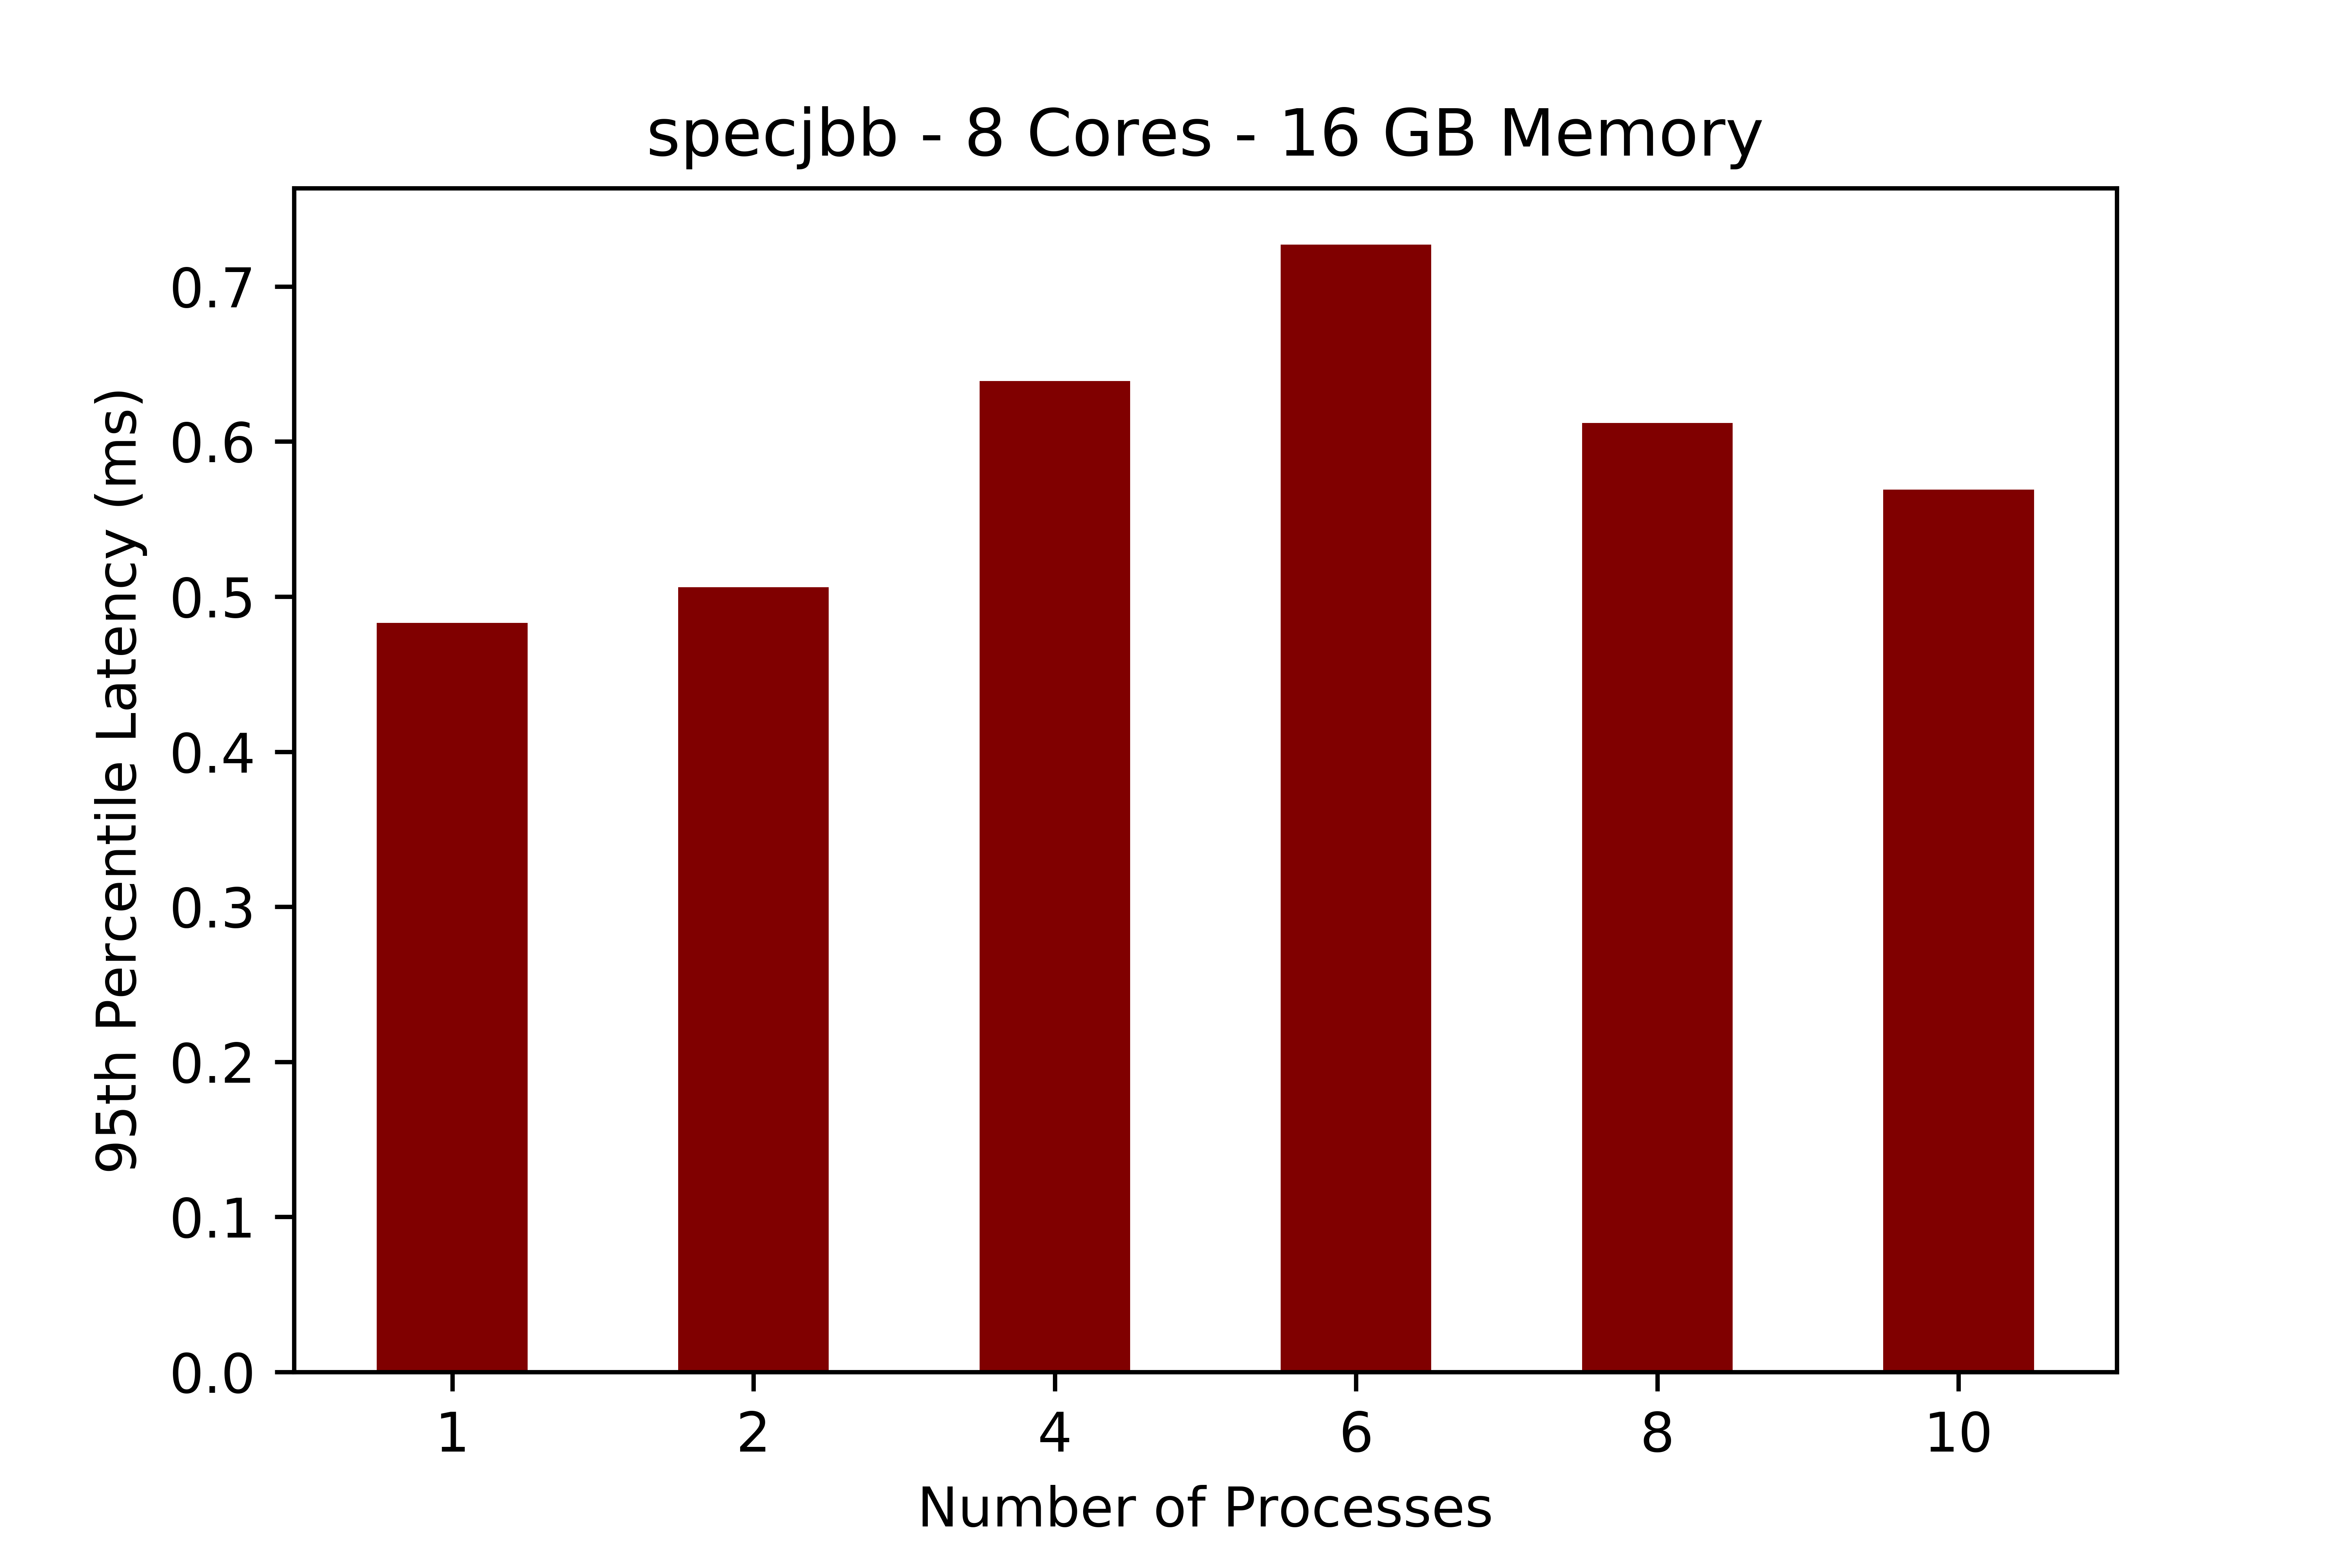 specjbb - 8 Cores - 16 GB Memory
95th Percentile Latency (ms)
0.7
0.6
0.5
0.4
0.3
0.2
0.1
0.0
1 2 4 6 8 10
Number of Processes